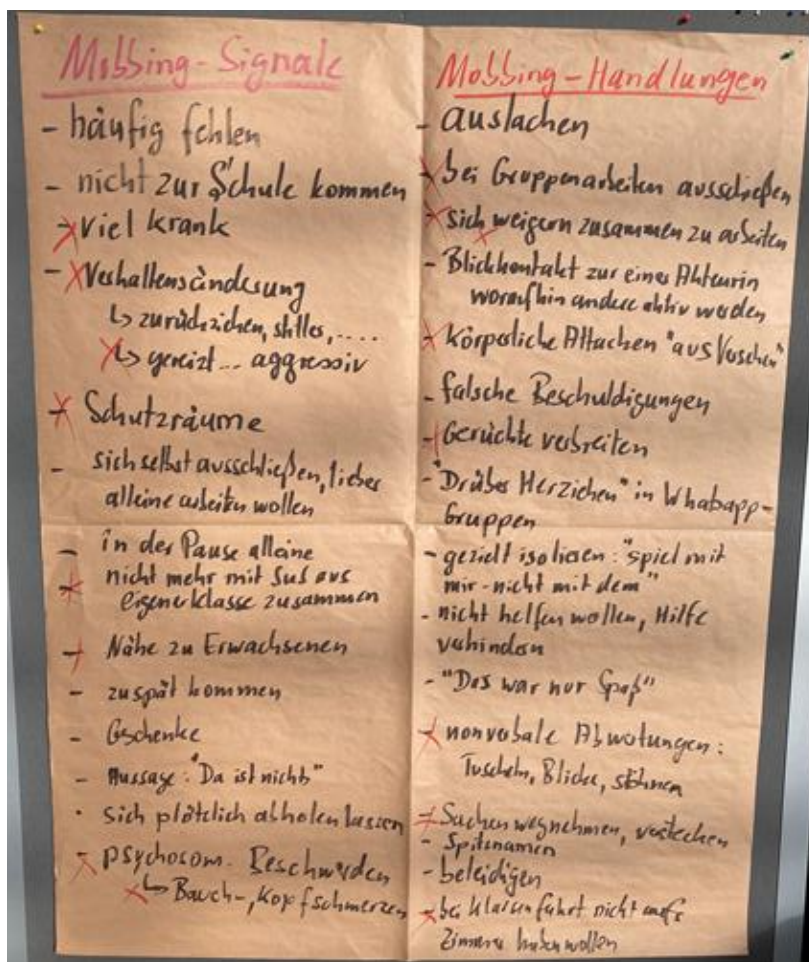 Mobbing-Signale
- häufig fehlen
- nicht zur Schule kommen
- viel krank
- Verhaltensänderung
↳ zurückziehen, stilles, ....
↳ gereizt... aggressiv
- Schutzräume
- sich selbst ausschließen, lieber
alleine arbeiten wollen
- in der Pause alleine
- nicht mehr mit SuS aus
eigener Klasse zusammen
- Nähe zu Erwachsenen
- zu spät kommen
- Geschenke
- Aussage: "Da ist nichts"
- sich plötzlich abholen lassen
- psychosom. Beschwerden
↳ Bauch-, Kopfschmerzen
Mobbing-Handlungen
- auslachen
- bei Gruppenarbeiten ausschließen
- sich weigern zusammen zu arbeiten
- Blickkontakt zur einer Akteurin
woraufhin andere aktiv werden
- körperliche Attacken "aus Versehen"
- falsche Beschuldigungen
- Gerüchte verbreiten
- "Drüber Herziehen" in Whatsapp-
Gruppen
- gezielt isolieren: "spiel mit
mir - nicht mit dem"
- nicht helfen wollen, Hilfe
verhindern
- "Das war nur Spaß"
- nonverbale Abwertungen:
Tuscheln, Blicke, stöhnen
- Sachen wegnehmen, verstecken
- Spitznamen
- beleidigen
- bei Klassenfahrt nicht aufs
Zimmer haben wollen